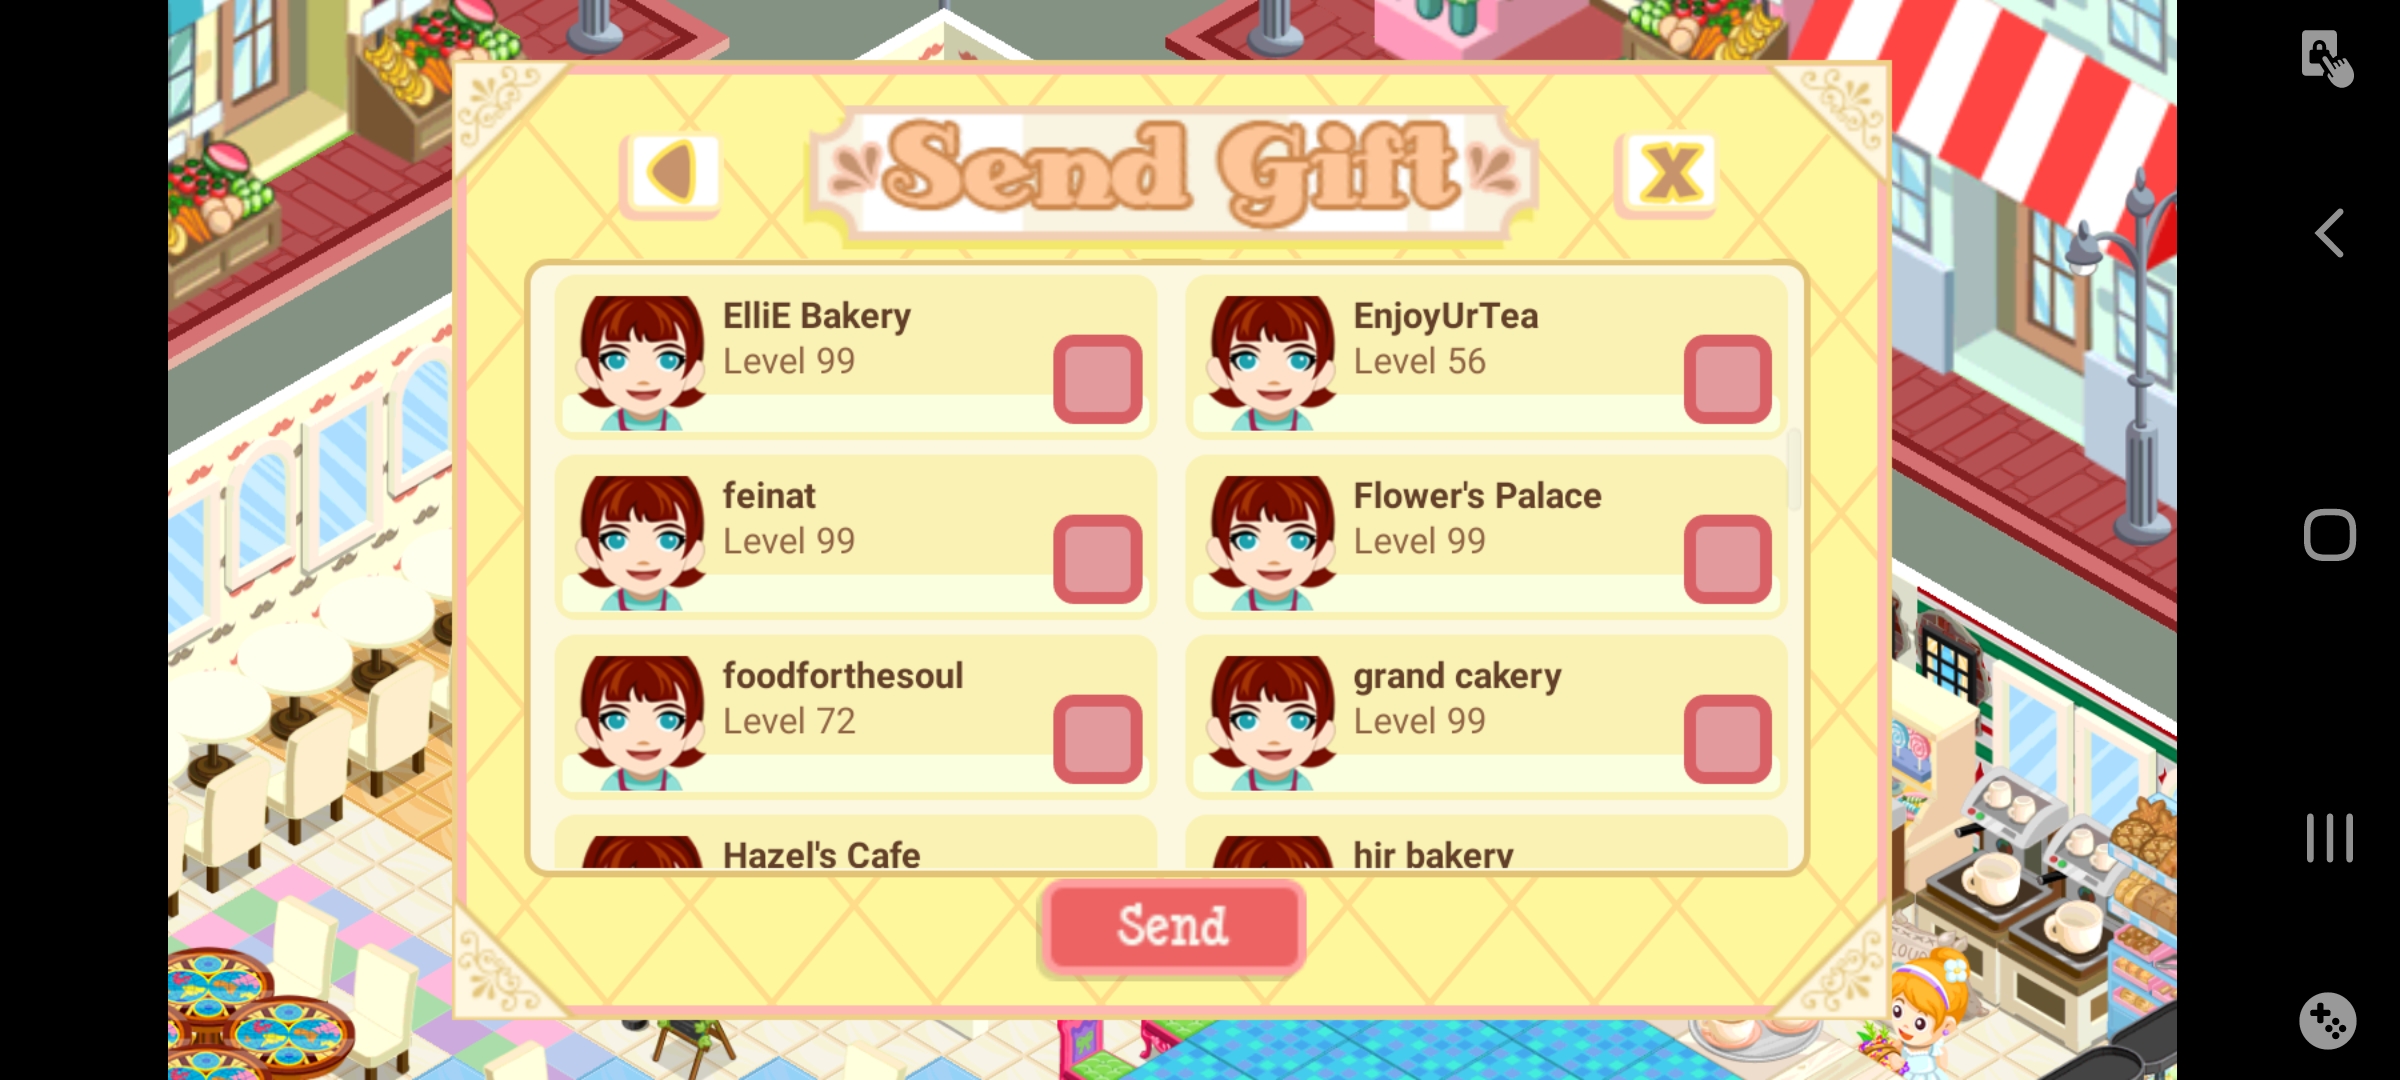 Send Gift
X
ElliE Bakery
Level 99
EnjoyUrTea
Level 56
feinat
Level 99
Flower's Palace
Level 99
foodforthesoul
Level 72
grand cakery
Level 99
Hazel's Cafe
hir bakery
Send